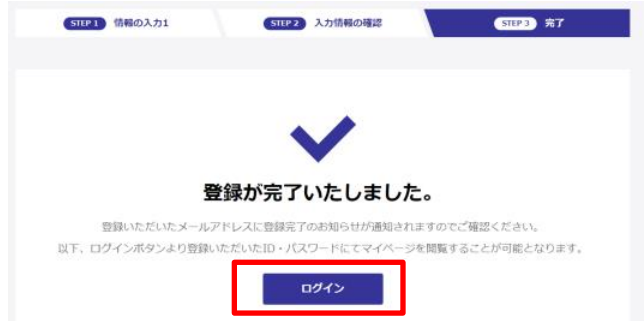 STEP 1 情報の入力1
STEP 2 入力情報の確認
STEP 3 完了
登録が完了いたしました。
登録いただいたメールアドレスに登録完了のお知らせが通知されますのでご確認ください。
以下、ログインボタンより登録いただいたID・パスワードにてマイページを閲覧することが可能となります。
ログイン